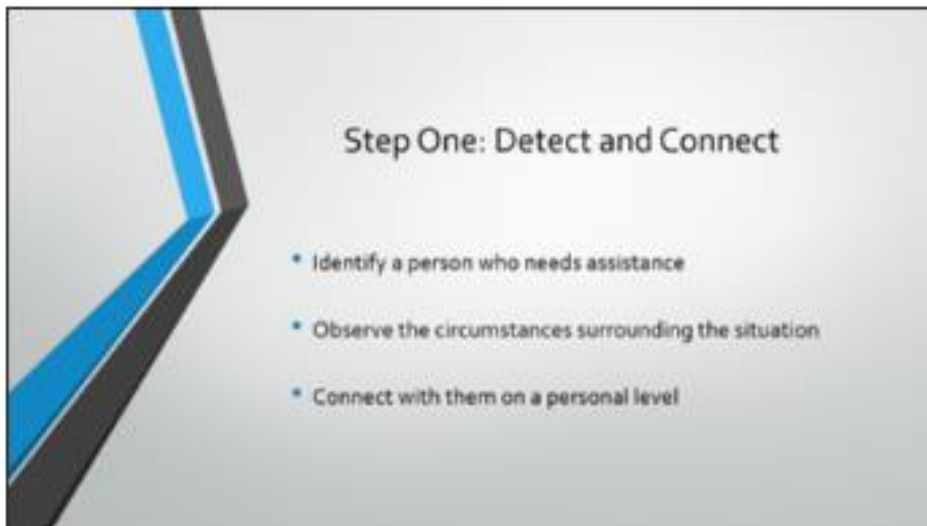 Step One: Detect and Connect
• Identify a person who needs assistance
• Observe the circumstances surrounding the situation
• Connect with them on a personal level